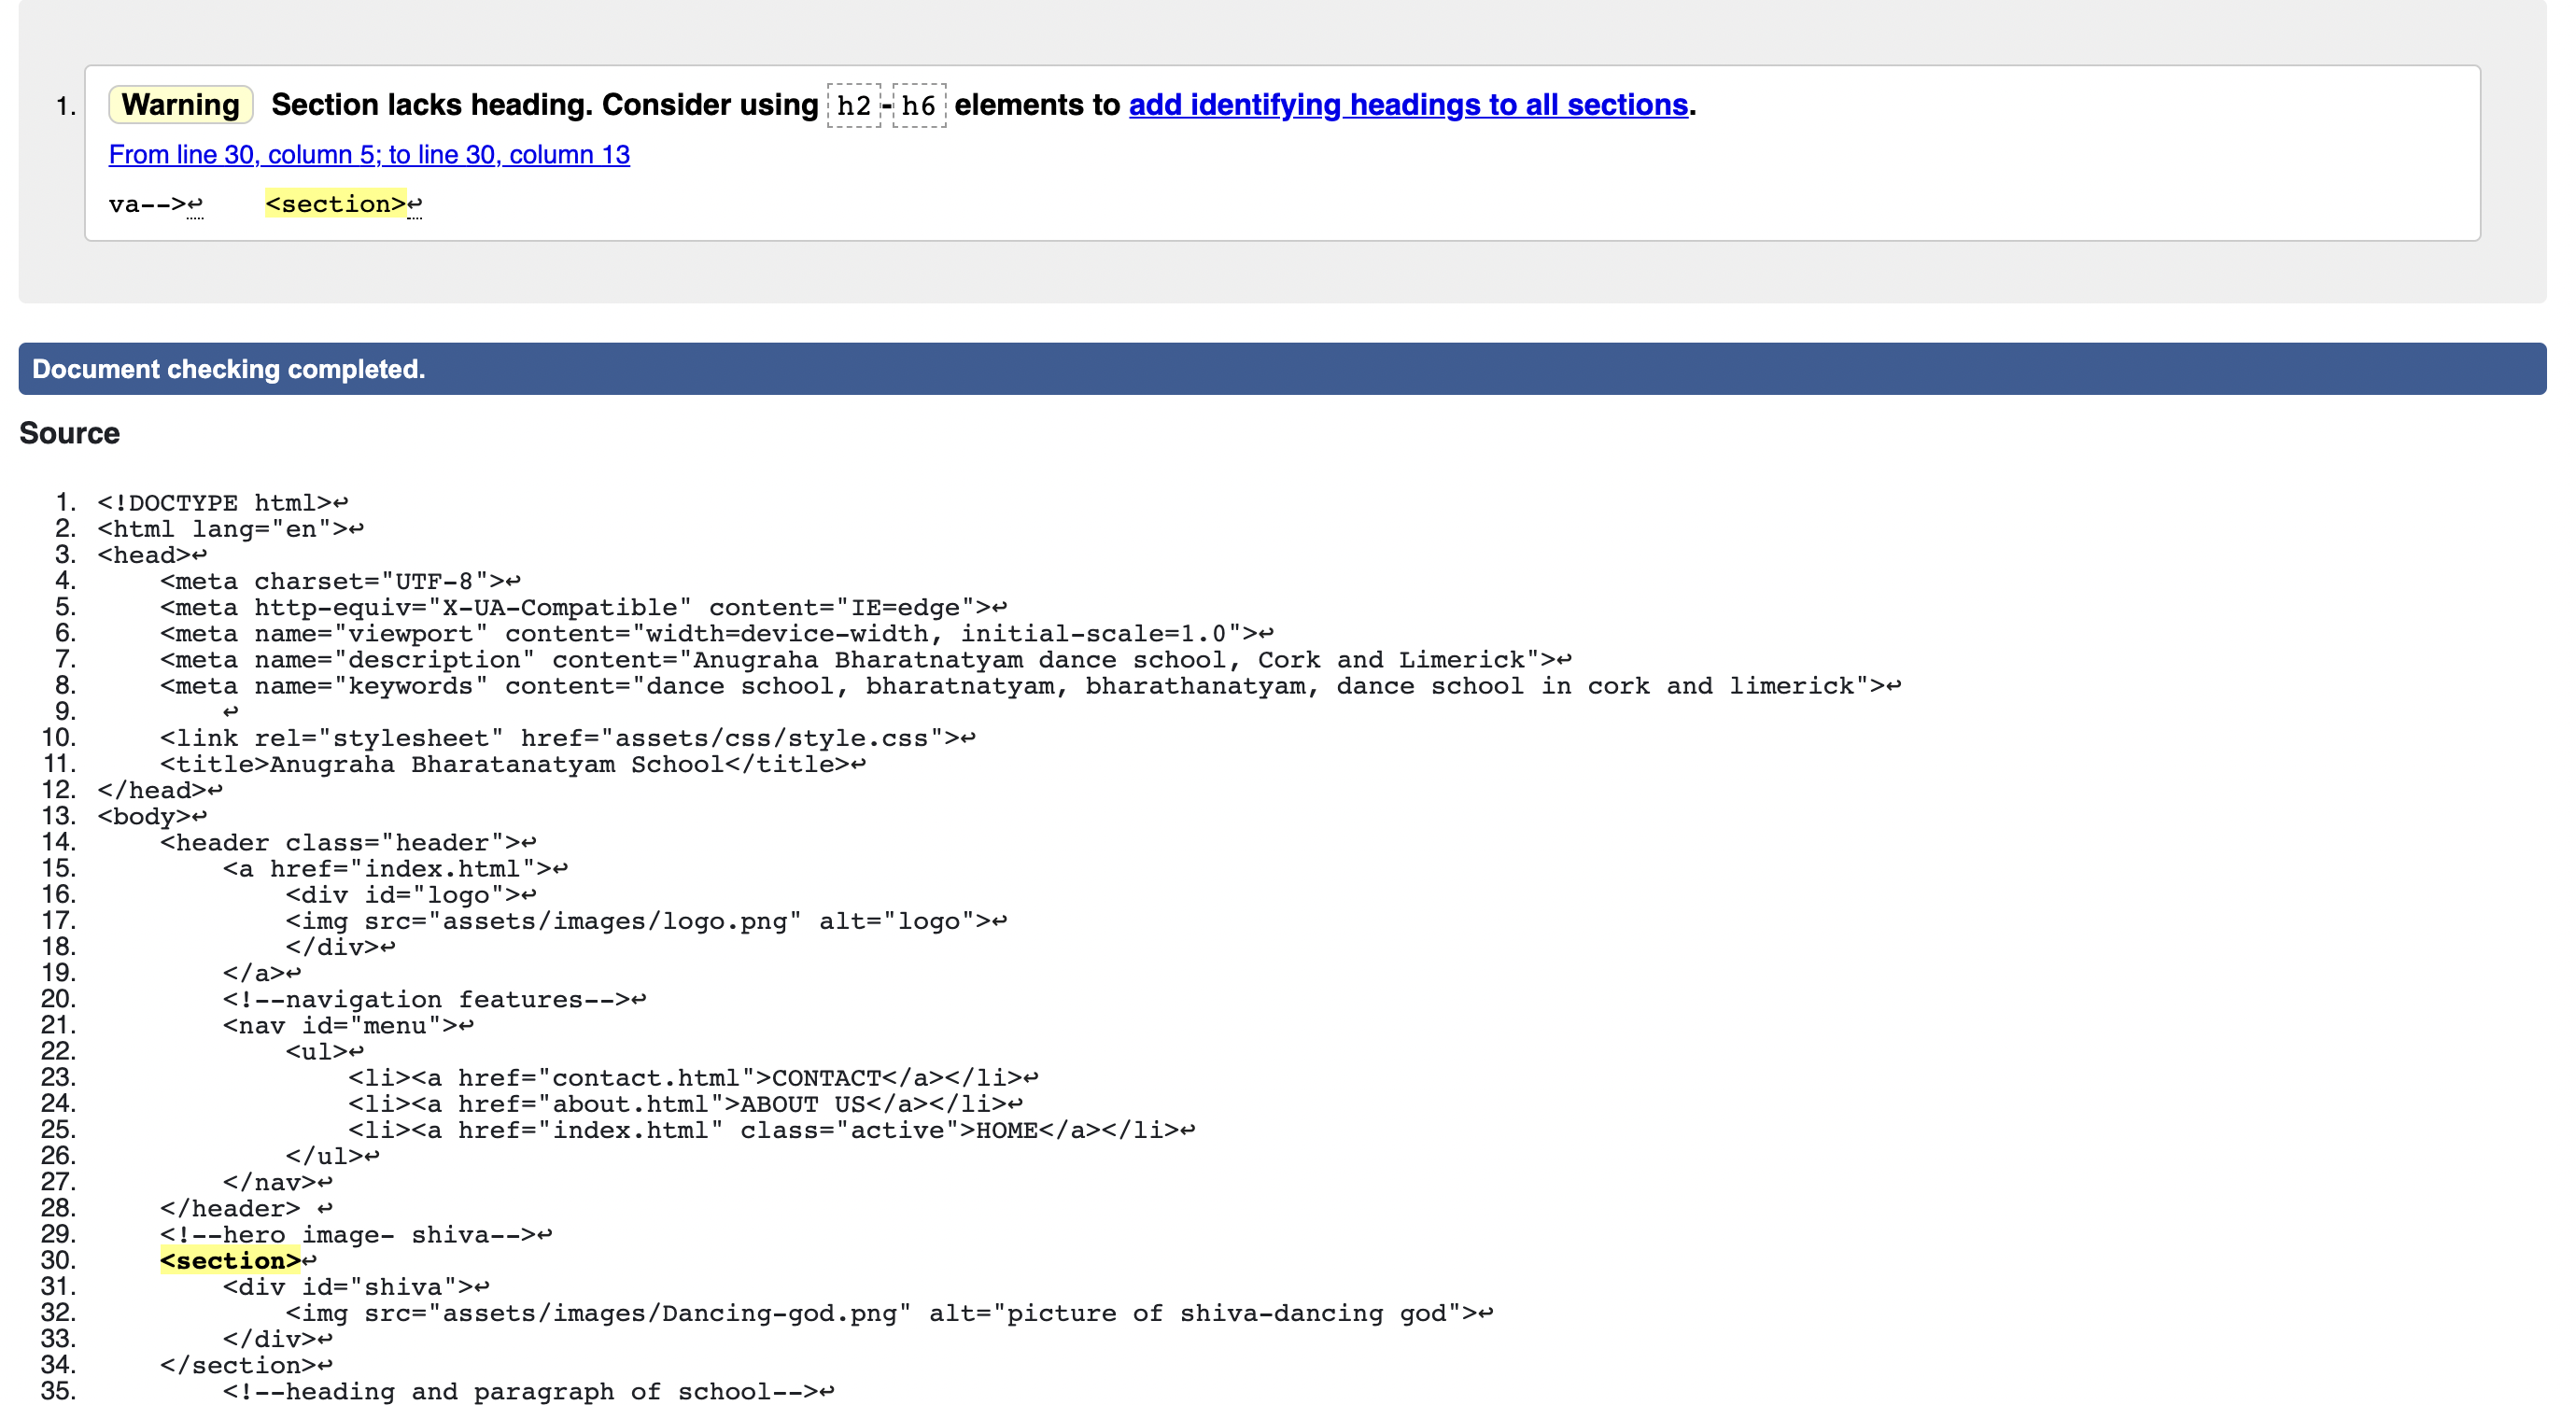 1. Warning Section lacks heading. Consider using h2-h6 elements to add identifying headings to all sections.
From line 30, column 5; to line 30, column 13
va-->↩    <section>↩
Document checking completed.
Source
1. <!DOCTYPE html>↩
2. <html lang="en">↩
3. <head>↩
4.     <meta charset="UTF-8">↩
5.     <meta http-equiv="X-UA-Compatible" content="IE=edge">↩
6.     <meta name="viewport" content="width=device-width, initial-scale=1.0">↩
7.     <meta name="description" content="Anugraha Bharatnatyam dance school, Cork and Limerick">↩
8.     <meta name="keywords" content="dance school, bharatnatyam, bharathanatyam, dance school in cork and limerick">↩
9.         ↩
10.     <link rel="stylesheet" href="assets/css/style.css">↩
11.     <title>Anugraha Bharatanatyam School</title>↩
12. </head>↩
13. <body>↩
14.     <header class="header">↩
15.         <a href="index.html">↩
16.             <div id="logo">↩
17.             <img src="assets/images/logo.png" alt="logo">↩
18.             </div>↩
19.         </a>↩
20.         <!--navigation features-->↩
21.         <nav id="menu">↩
22.             <ul>↩
23.                 <li><a href="contact.html">CONTACT</a></li>↩
24.                 <li><a href="about.html">ABOUT US</a></li>↩
25.                 <li><a href="index.html" class="active">HOME</a></li>↩
26.             </ul>↩
27.         </nav>↩
28.     </header> ↩
29.     <!--hero image- shiva-->↩
30.     <section>↩
31.         <div id="shiva">↩
32.             <img src="assets/images/Dancing-god.png" alt="picture of shiva-dancing god">↩
33.         </div>↩
34.     </section>↩
35.         <!--heading and paragraph of school-->↩